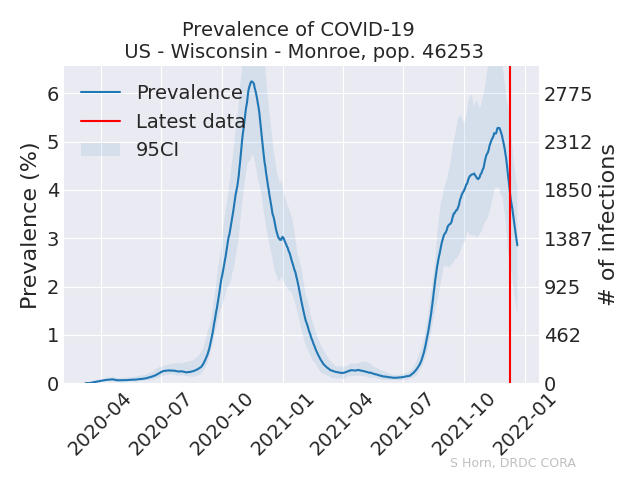 Prevalence of COVID-19
US - Wisconsin - Monroe, pop. 46253
Prevalence
Latest data
95CI
Prevalence (%)
6
5
4
3
2
1
0
2775
2312
1850
1387
925
462
0
# of infections
2020-04
2020-07
2020-10
2021-01
2021-04
2021-07
2021-10
2022-01
S Horn, DRDC CORA